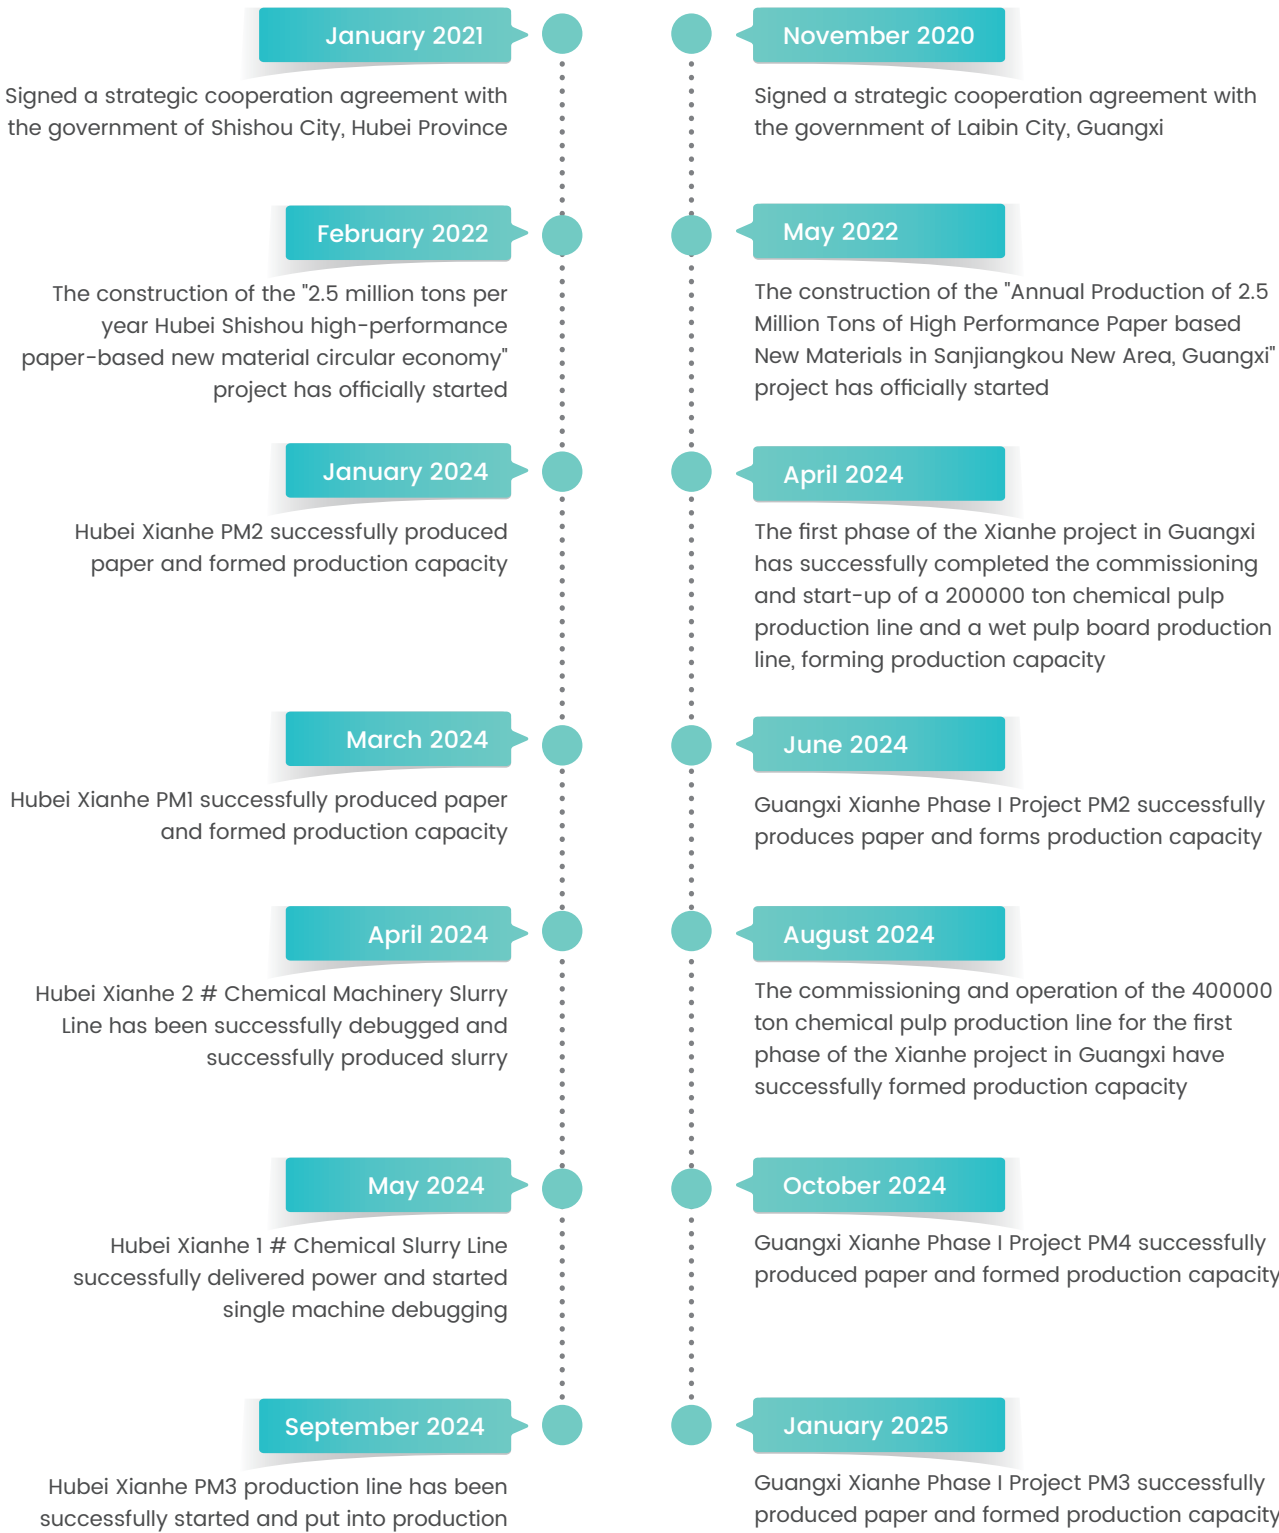 January 2021
Signed a strategic cooperation agreement with
the government of Shishou City, Hubei Province
February 2022
The construction of the "2.5 million tons per
year Hubei Shishou high-performance
paper-based new material circular economy"
project has officially started
January 2024
Hubei Xianhe PM2 successfully produced
paper and formed production capacity
March 2024
Hubei Xianhe PM1 successfully produced paper
and formed production capacity
April 2024
Hubei Xianhe 2 # Chemical Machinery Slurry
Line has been successfully debugged and
successfully produced slurry
May 2024
Hubei Xianhe 1 # Chemical Slurry Line
successfully delivered power and started
single machine debugging
September 2024
Hubei Xianhe PM3 production line has been
successfully started and put into production
November 2020
Signed a strategic cooperation agreement with
the government of Laibin City, Guangxi
May 2022
The construction of the "Annual Production of 2.5
Million Tons of High Performance Paper based
New Materials in Sanjiangkou New Area, Guangxi"
project has officially started
April 2024
The first phase of the Xianhe project in Guangxi
has successfully completed the commissioning
and start-up of a 200000 ton chemical pulp
production line and a wet pulp board production
line, forming production capacity
June 2024
Guangxi Xianhe Phase I Project PM2 successfully
produces paper and forms production capacity
August 2024
The commissioning and operation of the 400000
ton chemical pulp production line for the first
phase of the Xianhe project in Guangxi have
successfully formed production capacity
October 2024
Guangxi Xianhe Phase I Project PM4 successfully
produced paper and formed production capacity
January 2025
Guangxi Xianhe Phase I Project PM3 successfully
produced paper and formed production capacity